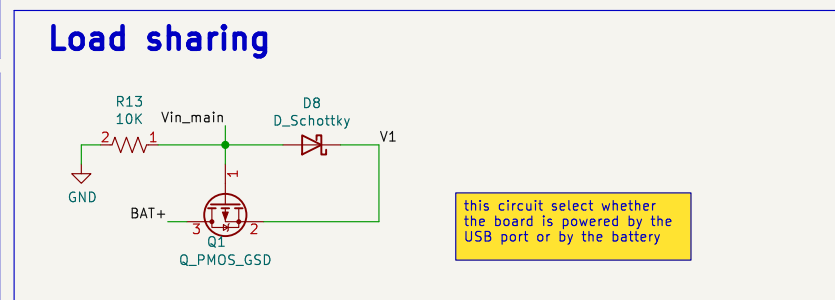 Load sharing
R13
10K
Vin_main
D8
D_Schottky
2
1
V1
GND
1
BAT+
3
2
Q1
Q_PMOS_GSD
this circuit select whether
the board is powered by the
USB port or by the battery